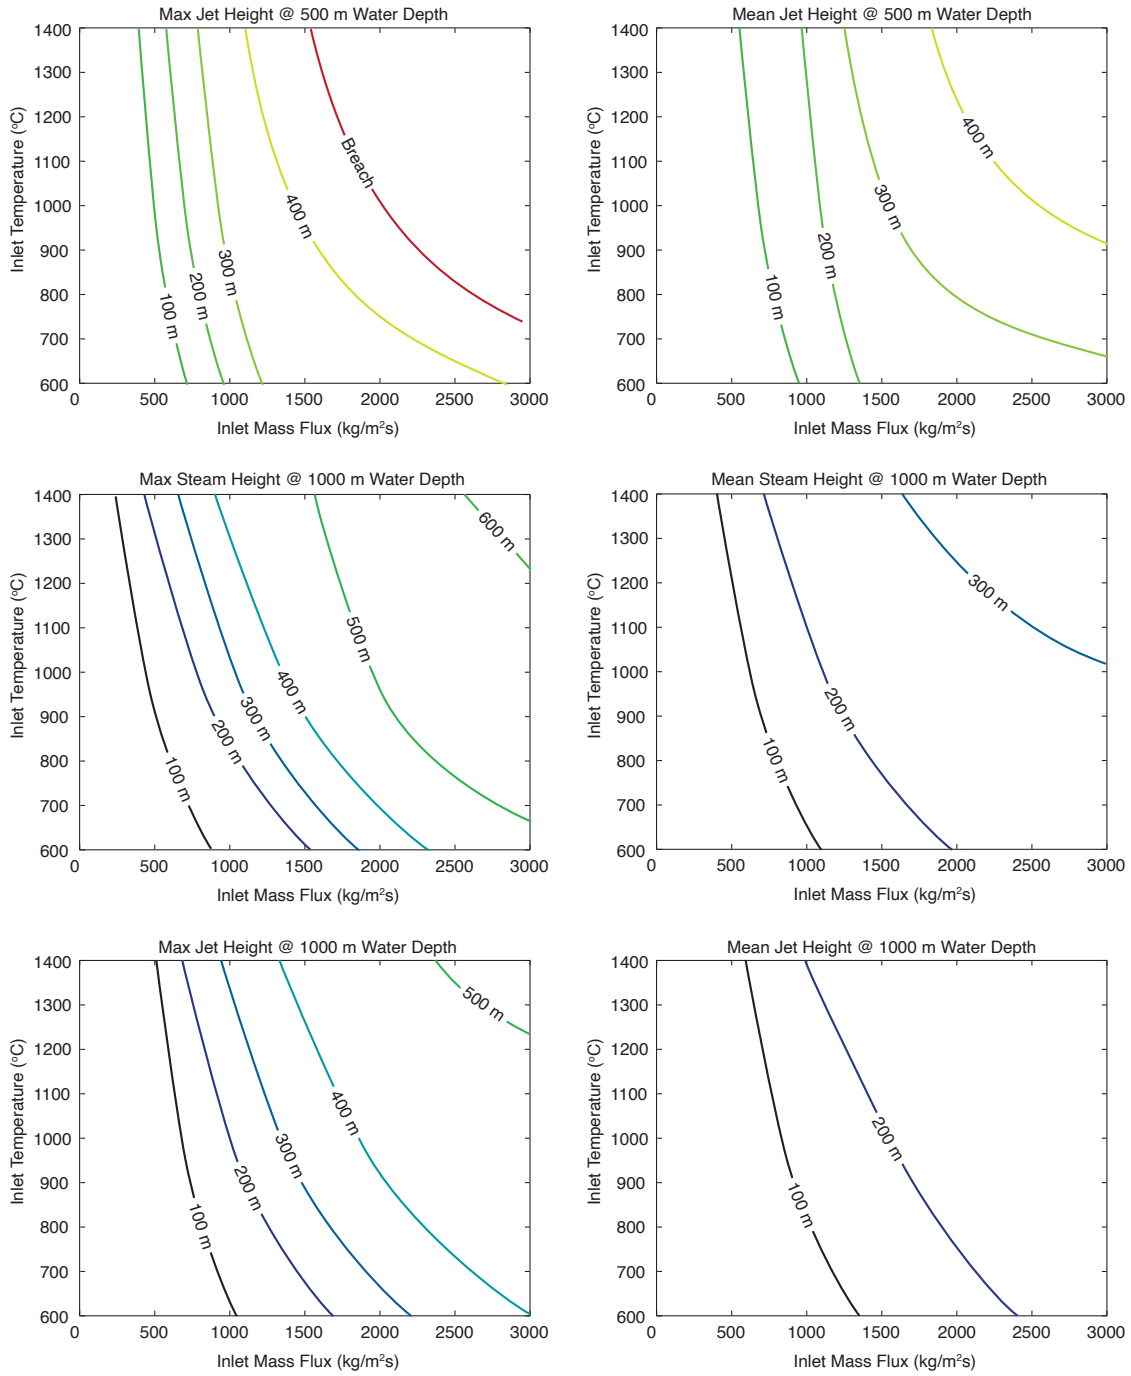 Max Jet Height @ 500 m Water Depth
1400
1300
1200
1100
1000
900
800
700
600
Inlet Temperature (°C)
100 m
200 m
300 m
400 m
Breach
0 500 1000 1500 2000 2500 3000
Inlet Mass Flux (kg/m²s)
Mean Jet Height @ 500 m Water Depth
1400
1300
1200
1100
1000
900
800
700
600
Inlet Temperature (°C)
100 m
200 m
300 m
400 m
0 500 1000 1500 2000 2500 3000
Inlet Mass Flux (kg/m²s)
Max Steam Height @ 1000 m Water Depth
1400
1300
1200
1100
1000
900
800
700
600
Inlet Temperature (°C)
100 m
200 m
300 m
400 m
500 m
600 m
0 500 1000 1500 2000 2500 3000
Inlet Mass Flux (kg/m²s)
Mean Steam Height @ 1000 m Water Depth
1400
1300
1200
1100
1000
900
800
700
600
Inlet Temperature (°C)
100 m
200 m
300 m
0 500 1000 1500 2000 2500 3000
Inlet Mass Flux (kg/m²s)
Max Jet Height @ 1000 m Water Depth
1400
1300
1200
1100
1000
900
800
700
600
Inlet Temperature (°C)
100 m
200 m
300 m
400 m
500 m
0 500 1000 1500 2000 2500 3000
Inlet Mass Flux (kg/m²s)
Mean Jet Height @ 1000 m Water Depth
1400
1300
1200
1100
1000
900
800
700
600
Inlet Temperature (°C)
100 m
200 m
0 500 1000 1500 2000 2500 3000
Inlet Mass Flux (kg/m²s)